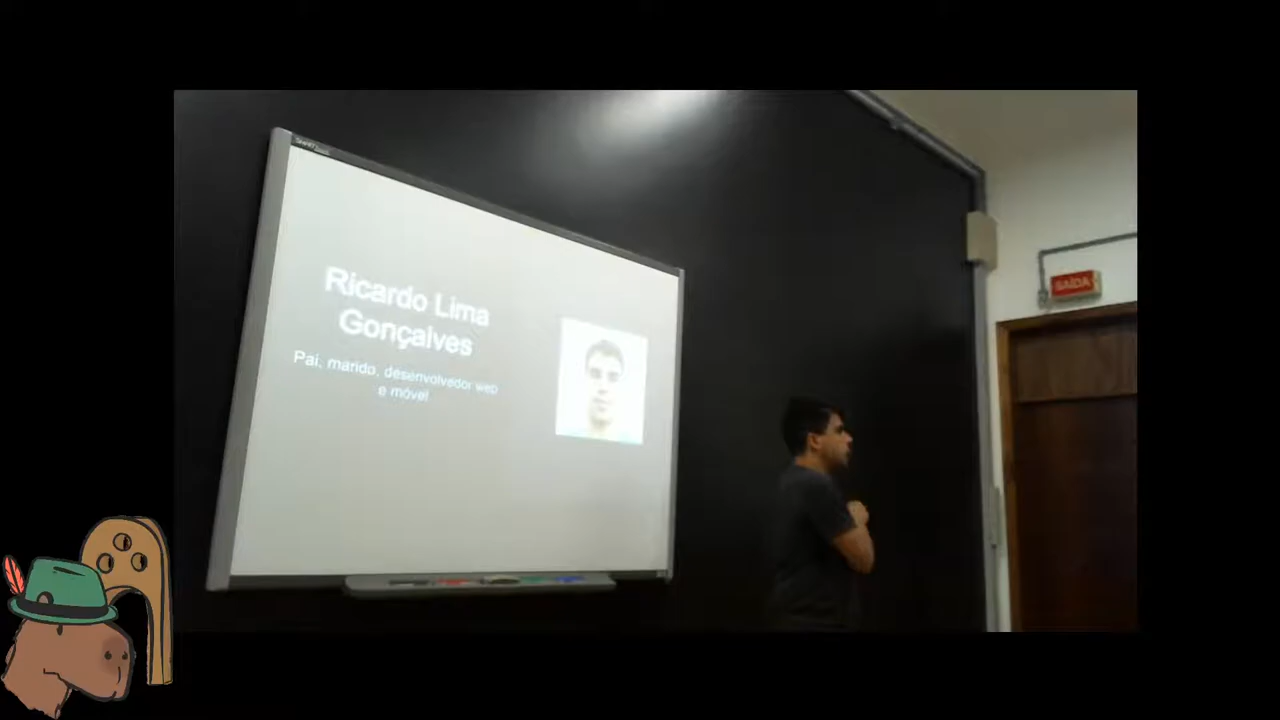 Ricardo Lima
Gonçalves
Pai, marido, desenvolvedor web
e móvel
SAÍDA